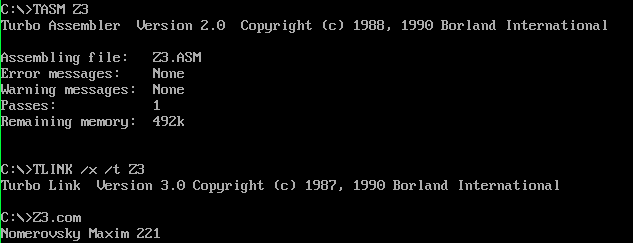 C:\>TASM Z3
Turbo Assembler  Version 2.0  Copyright (c) 1988, 1990 Borland International
Assembling file:   Z3.ASM
Error messages:    None
Warning messages:  None
Passes:            1
Remaining memory:  492k
C:\>TLINK /x /t Z3
Turbo Link  Version 3.0 Copyright (c) 1987, 1990 Borland International
C:\>Z3.com
Nomerovsky Maxim 221